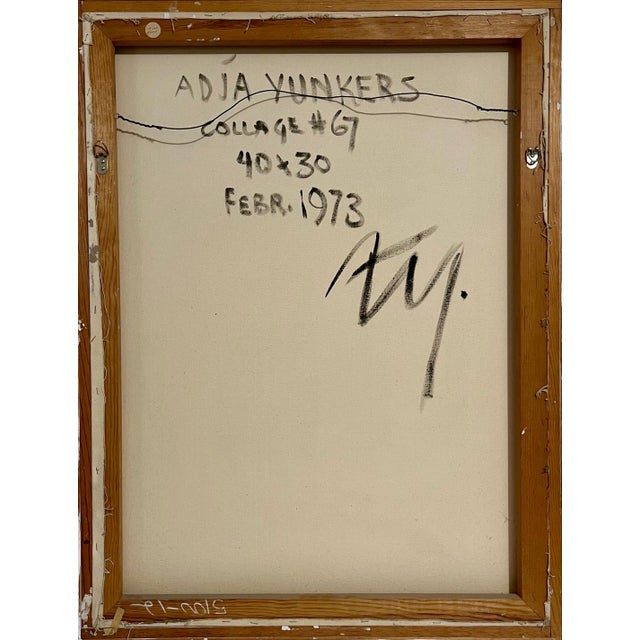 ADJA YUNKERS
COLLAGE #67
40x30
FEBR. 1973
AY.